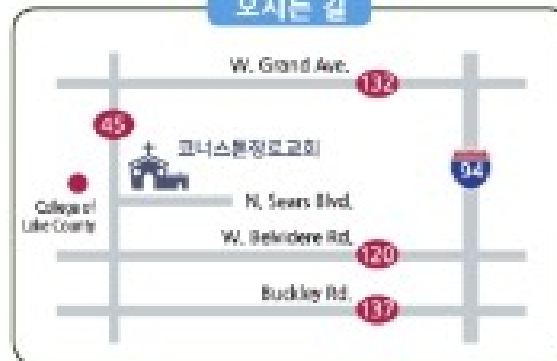 오시는 길
W. Grand Ave.
132
45
코너스톤장로교회
94
College of
Lake County
N. Sears Blvd.
W. Belvidere Rd.
120
Buckley Rd.
137